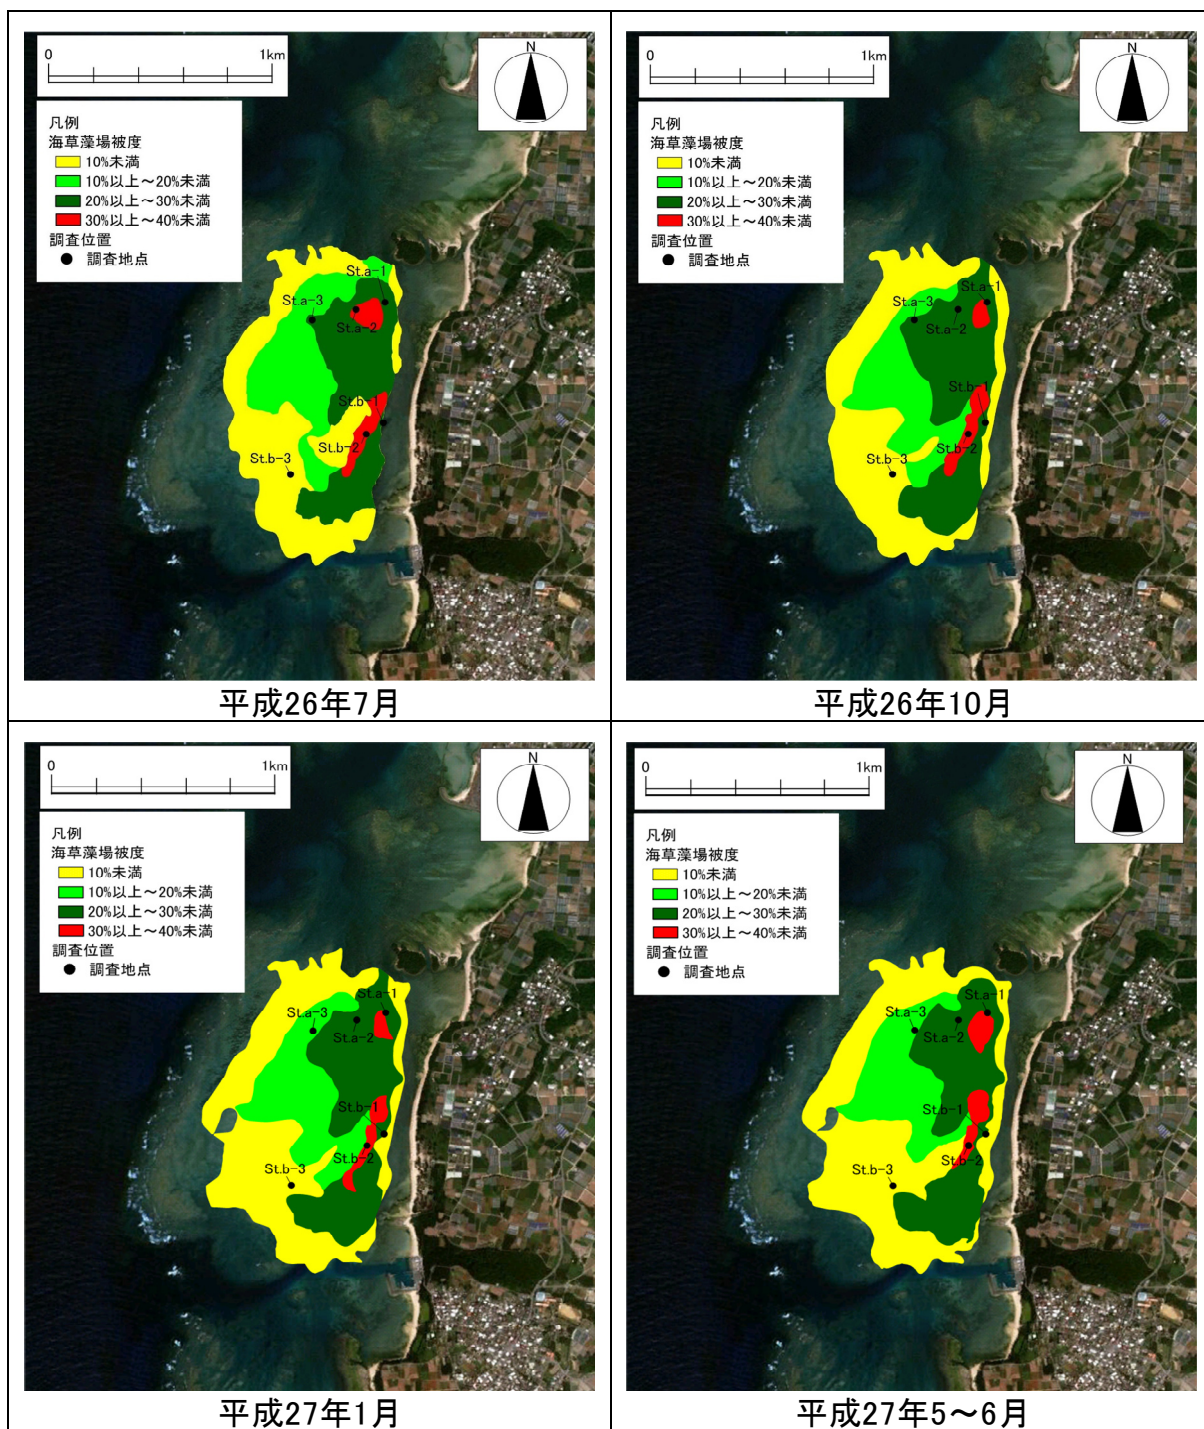 0 1km
N
凡例
海草藻場被度
10%未満
10%以上～20%未満
20%以上～30%未満
30%以上～40%未満
調査位置
調査地点
St.a-1
St.a-3
St.a-2
St.b-1
St.b-2
St.b-3
平成26年7月
0 1km
N
凡例
海草藻場被度
10%未満
10%以上～20%未満
20%以上～30%未満
30%以上～40%未満
調査位置
調査地点
St.a-1
St.a-3
St.a-2
St.b-1
St.b-2
St.b-3
平成26年10月
0 1km
N
凡例
海草藻場被度
10%未満
10%以上～20%未満
20%以上～30%未満
30%以上～40%未満
調査位置
調査地点
St.a-1
St.a-3
St.a-2
St.b-1
St.b-2
St.b-3
平成27年1月
0 1km
N
凡例
海草藻場被度
10%未満
10%以上～20%未満
20%以上～30%未満
30%以上～40%未満
調査位置
調査地点
St.a-1
St.a-3
St.a-2
St.b-1
St.b-2
St.b-3
平成27年5～6月